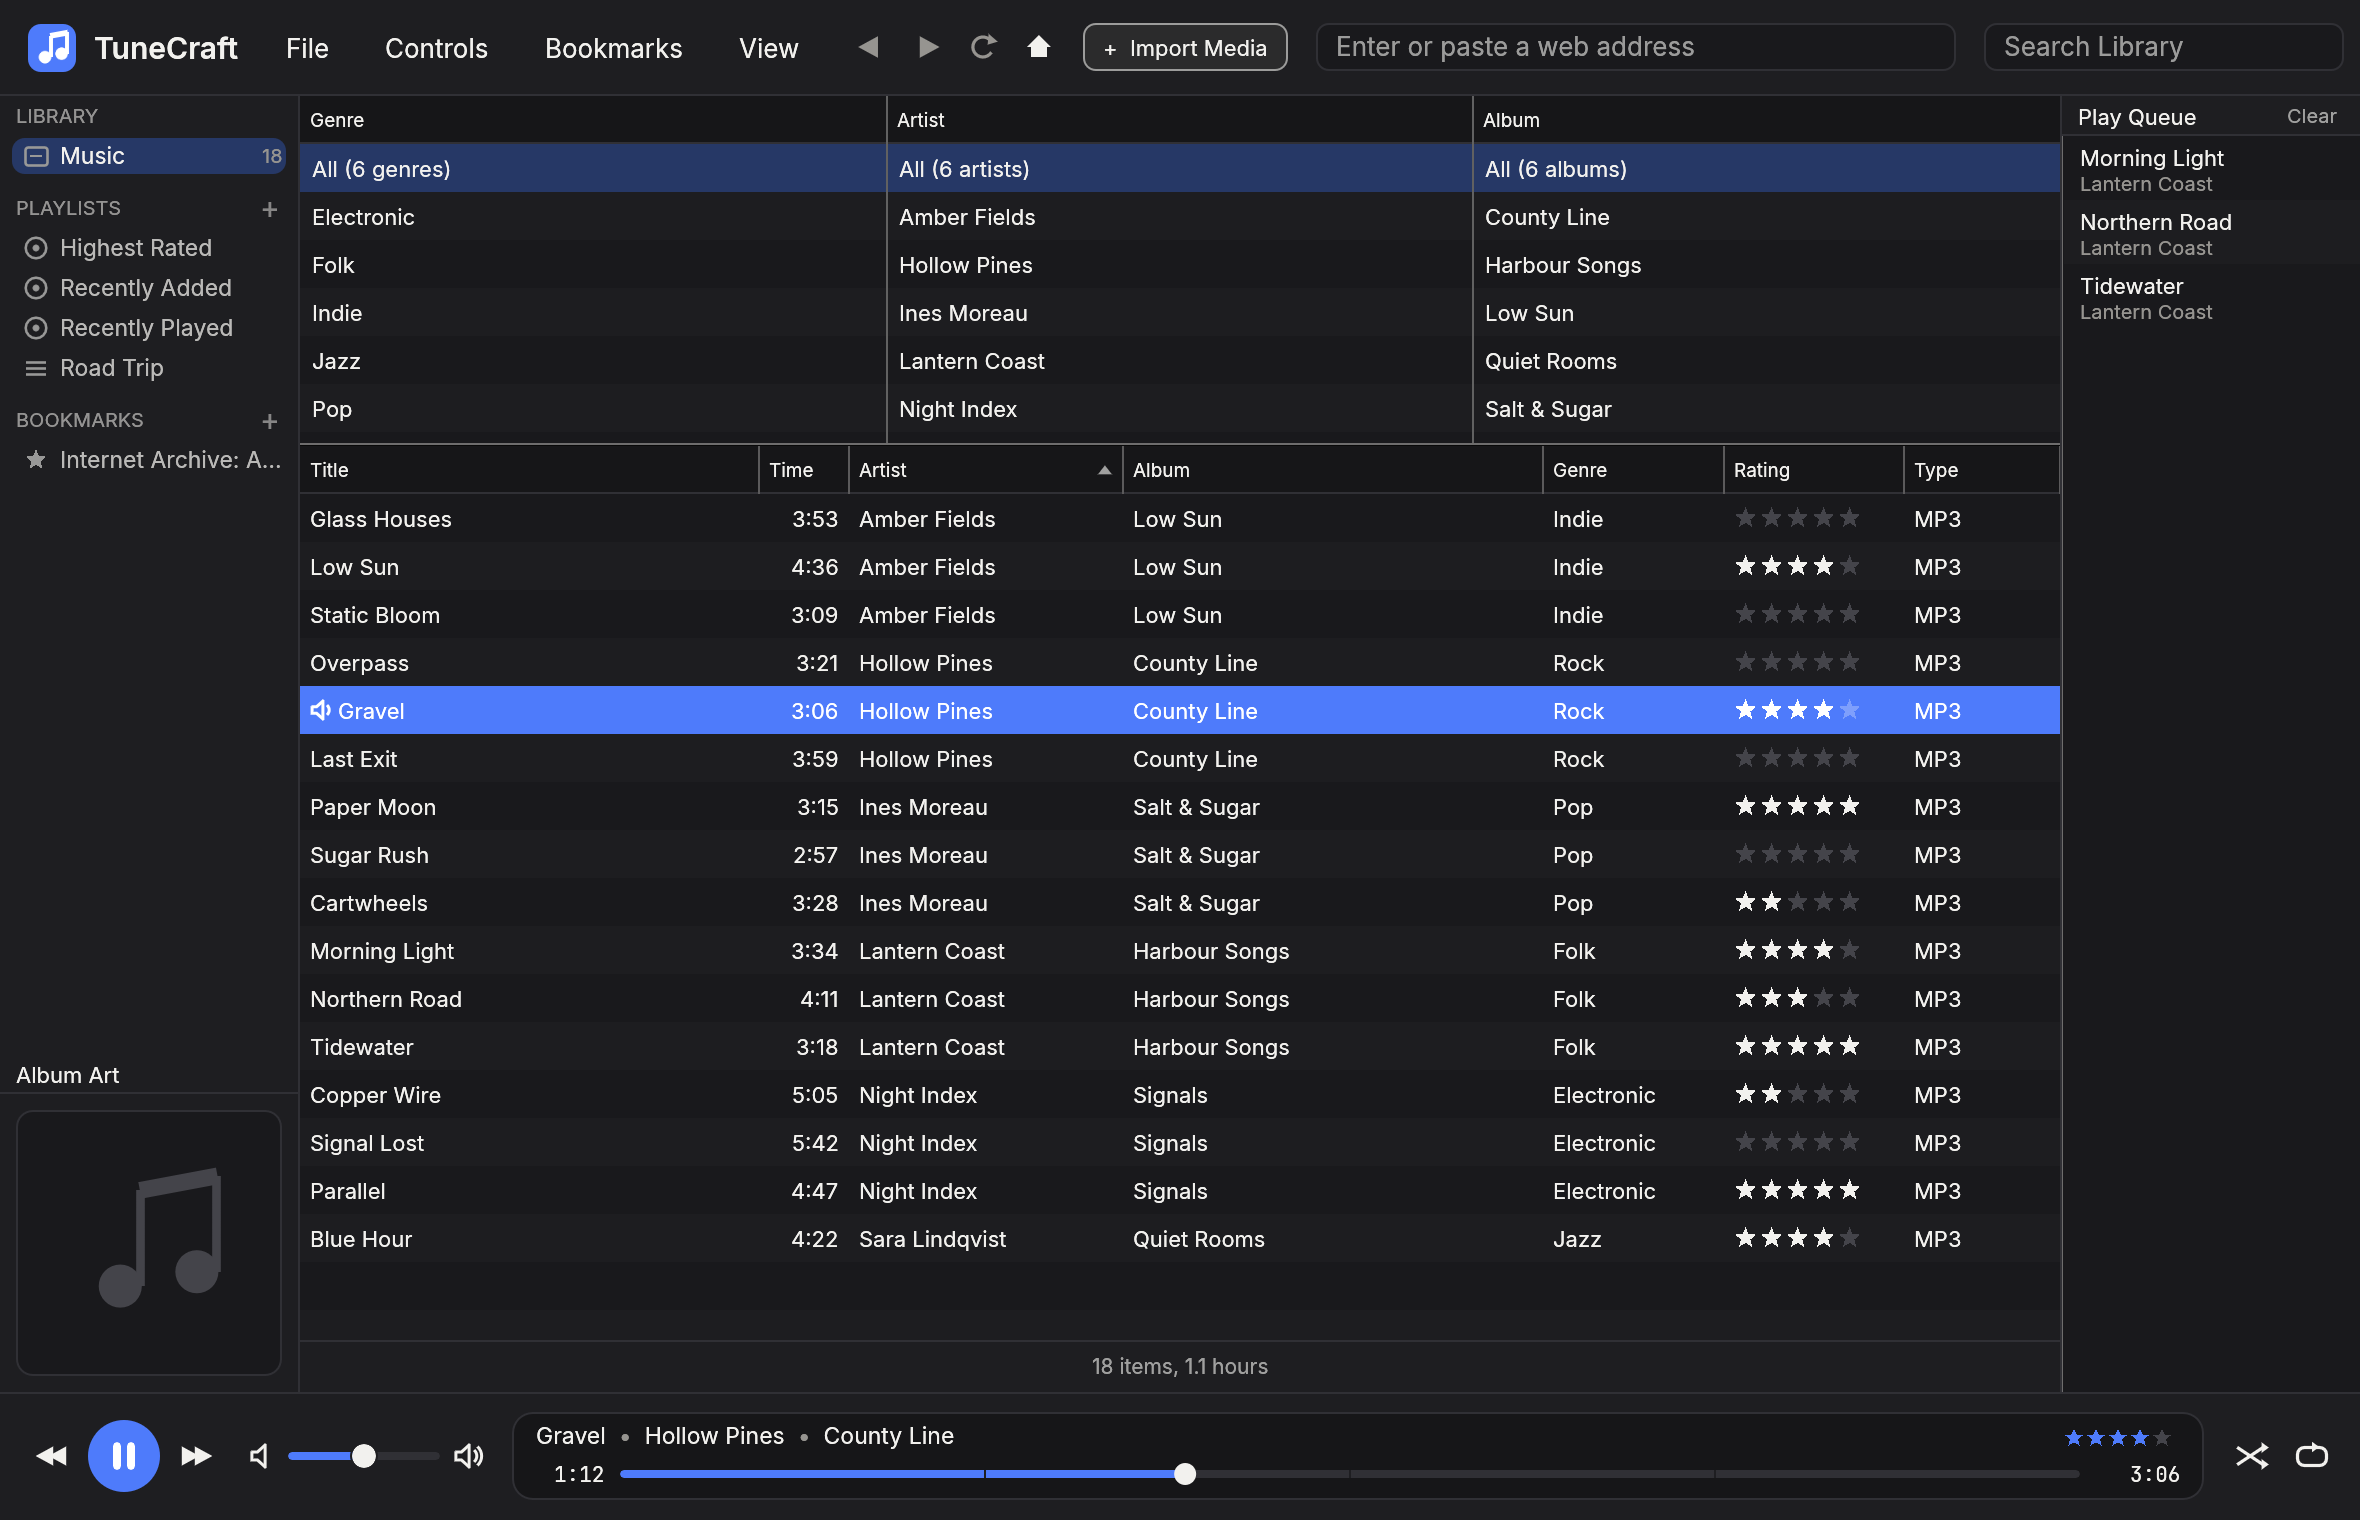 TuneCraft File Controls Bookmarks View + Import Media Enter or paste a web address Search Library
LIBRARY
Music 18
PLAYLISTS +
Highest Rated
Recently Added
Recently Played
Road Trip
BOOKMARKS +
Internet Archive: A...
Album Art
Genre Artist Album
All (6 genres) All (6 artists) All (6 albums)
Electronic Amber Fields County Line
Folk Hollow Pines Harbour Songs
Indie Ines Moreau Low Sun
Jazz Lantern Coast Quiet Rooms
Pop Night Index Salt & Sugar
Title Time Artist Album Genre Rating Type
Glass Houses 3:53 Amber Fields Low Sun Indie MP3
Low Sun 4:36 Amber Fields Low Sun Indie MP3
Static Bloom 3:09 Amber Fields Low Sun Indie MP3
Overpass 3:21 Hollow Pines County Line Rock MP3
Gravel 3:06 Hollow Pines County Line Rock MP3
Last Exit 3:59 Hollow Pines County Line Rock MP3
Paper Moon 3:15 Ines Moreau Salt & Sugar Pop MP3
Sugar Rush 2:57 Ines Moreau Salt & Sugar Pop MP3
Cartwheels 3:28 Ines Moreau Salt & Sugar Pop MP3
Morning Light 3:34 Lantern Coast Harbour Songs Folk MP3
Northern Road 4:11 Lantern Coast Harbour Songs Folk MP3
Tidewater 3:18 Lantern Coast Harbour Songs Folk MP3
Copper Wire 5:05 Night Index Signals Electronic MP3
Signal Lost 5:42 Night Index Signals Electronic MP3
Parallel 4:47 Night Index Signals Electronic MP3
Blue Hour 4:22 Sara Lindqvist Quiet Rooms Jazz MP3
18 items, 1.1 hours
Play Queue Clear
Morning Light
Lantern Coast
Northern Road
Lantern Coast
Tidewater
Lantern Coast
Gravel • Hollow Pines • County Line
1:12 3:06